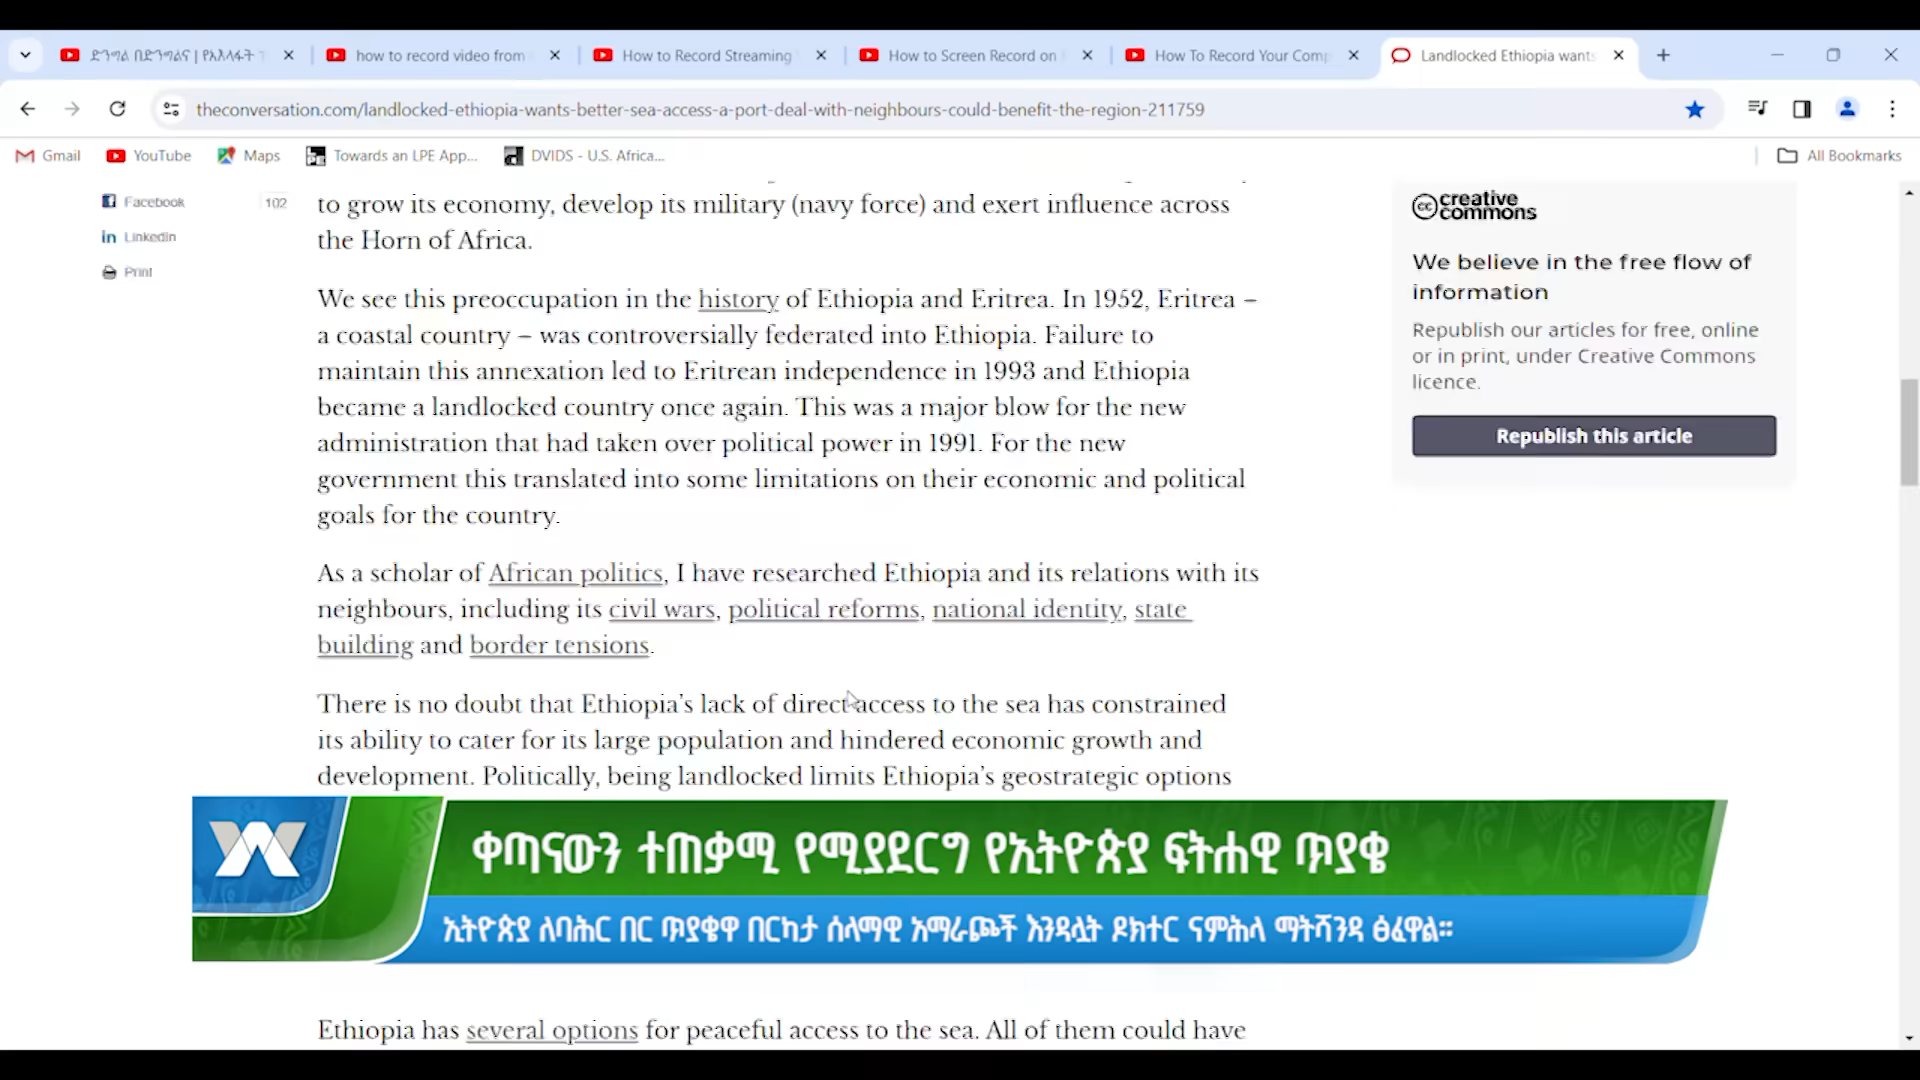 ድንግል በድንግልና | የአእላፋት
how to record video from
How to Record Streaming
How to Screen Record on
How To Record Your Comp
Landlocked Ethiopia wants
theconversation.com/landlocked-ethiopia-wants-better-sea-access-a-port-deal-with-neighbours-could-benefit-the-region-211759
Gmail
YouTube
Maps
Towards an LPE App...
DVIDS - U.S. Africa...
All Bookmarks
Facebook 102
LinkedIn
Print
to grow its economy, develop its military (navy force) and exert influence across
the Horn of Africa.
We see this preoccupation in the history of Ethiopia and Eritrea. In 1952, Eritrea –
a coastal country – was controversially federated into Ethiopia. Failure to
maintain this annexation led to Eritrean independence in 1993 and Ethiopia
became a landlocked country once again. This was a major blow for the new
administration that had taken over political power in 1991. For the new
government this translated into some limitations on their economic and political
goals for the country.
As a scholar of African politics, I have researched Ethiopia and its relations with its
neighbours, including its civil wars, political reforms, national identity, state
building and border tensions.
There is no doubt that Ethiopia's lack of direct access to the sea has constrained
its ability to cater for its large population and hindered economic growth and
development. Politically, being landlocked limits Ethiopia's geostrategic options
creative
commons
We believe in the free flow of
information
Republish our articles for free, online
or in print, under Creative Commons
licence.
Republish this article
ቀጣናውን ተጠቃሚ የሚያደርግ የኢትዮጵያ ፍትሐዊ ጥያቄ
ኢትዮጵያ ለባሕር በር ጥያቄዋ በርካታ ሰላማዊ አማራጮች እንዳሏት ዶክተር ናምሕላ ማትሻንዳ ፅፈዋል።
Ethiopia has several options for peaceful access to the sea. All of them could have